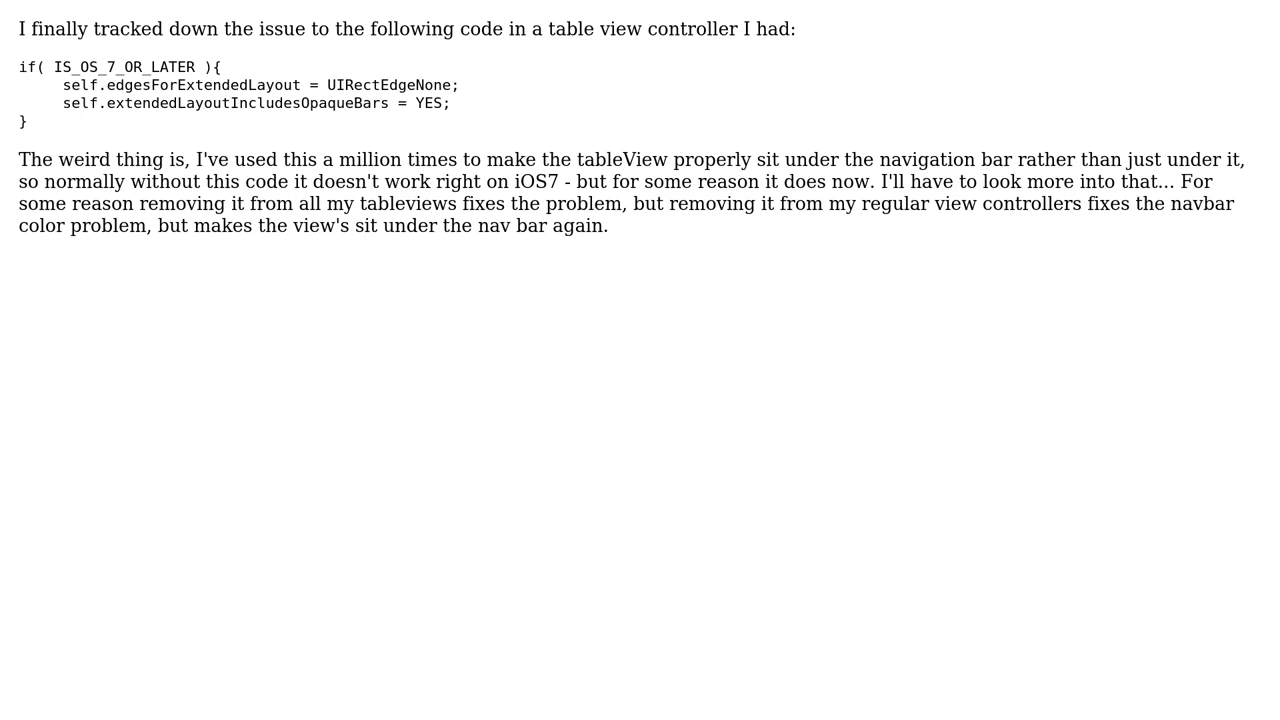 I finally tracked down the issue to the following code in a table view controller I had:
if( IS_OS_7_OR_LATER ){
     self.edgesForExtendedLayout = UIRectEdgeNone;
     self.extendedLayoutIncludesOpaqueBars = YES;
}
The weird thing is, I've used this a million times to make the tableView properly sit under the navigation bar rather than just under it,
so normally without this code it doesn't work right on iOS7 - but for some reason it does now. I'll have to look more into that... For
some reason removing it from all my tableviews fixes the problem, but removing it from my regular view controllers fixes the navbar
color problem, but makes the view's sit under the nav bar again.